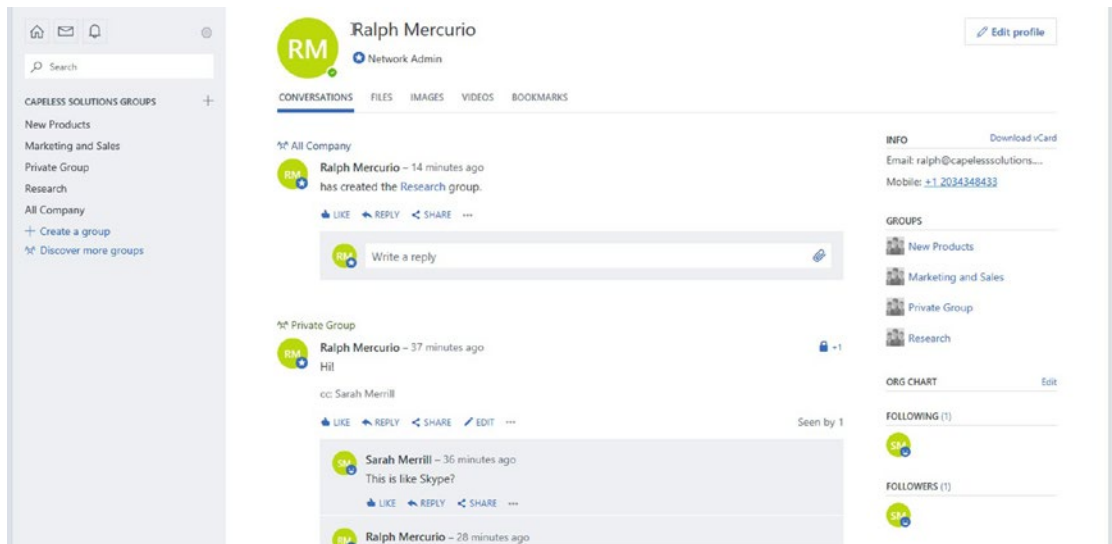 RM
Ralph Mercurio
Network Admin
Edit profile
Search
CAPELESS SOLUTIONS GROUPS
New Products
Marketing and Sales
Private Group
Research
All Company
+ Create a group
Discover more groups
CONVERSATIONS FILES IMAGES VIDEOS BOOKMARKS
All Company
RM
Ralph Mercurio – 14 minutes ago
has created the Research group.
LIKE REPLY SHARE ...
RM
Write a reply
Private Group
RM
Ralph Mercurio – 37 minutes ago
+1
Hi!
cc: Sarah Merrill
LIKE REPLY SHARE EDIT ...
Seen by 1
SM
Sarah Merrill – 36 minutes ago
This is like Skype?
LIKE REPLY SHARE ...
RM
Ralph Mercurio – 28 minutes ago
INFO
Download vCard
Email: ralph@capelesssolutions....
Mobile: +1 2034348433
GROUPS
New Products
Marketing and Sales
Private Group
Research
ORG CHART
Edit
FOLLOWING (1)
SM
FOLLOWERS (1)
SM